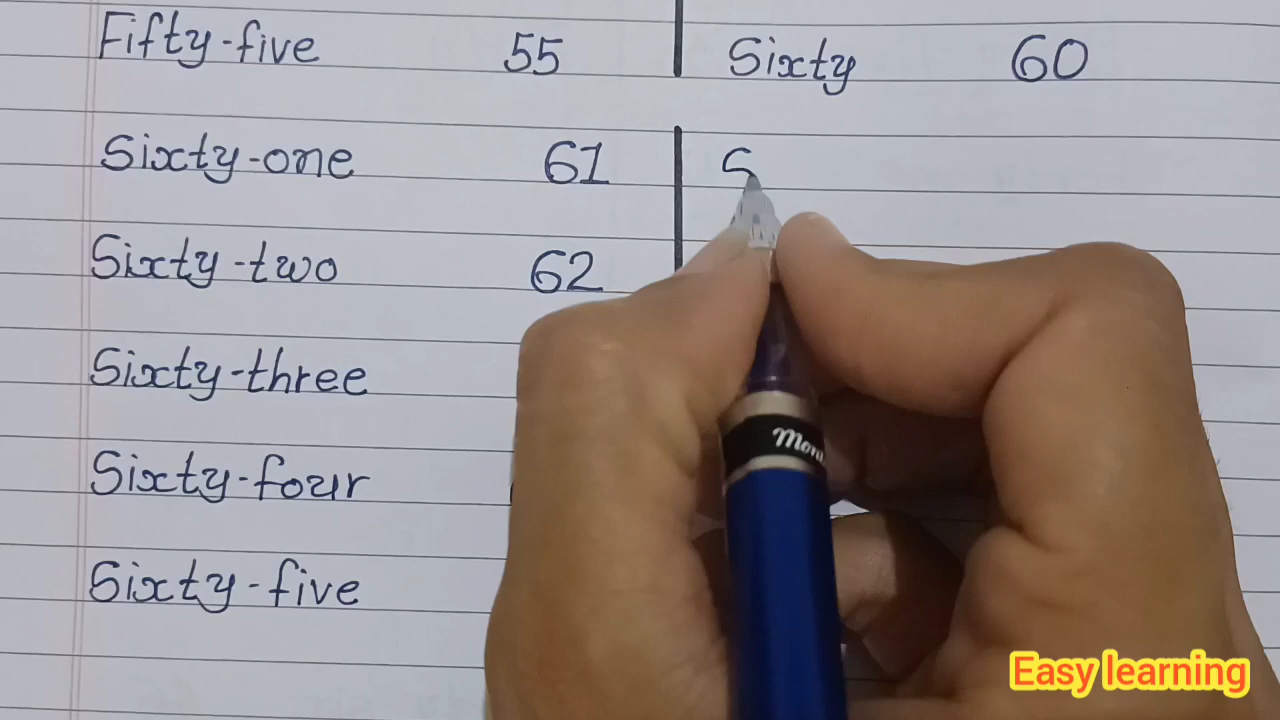 Fifty-five 55 Sixty 60
Sixty-one 61 S
Sixty-two 62
Sixty-three
Sixty-four
Sixty-five
Easy learning